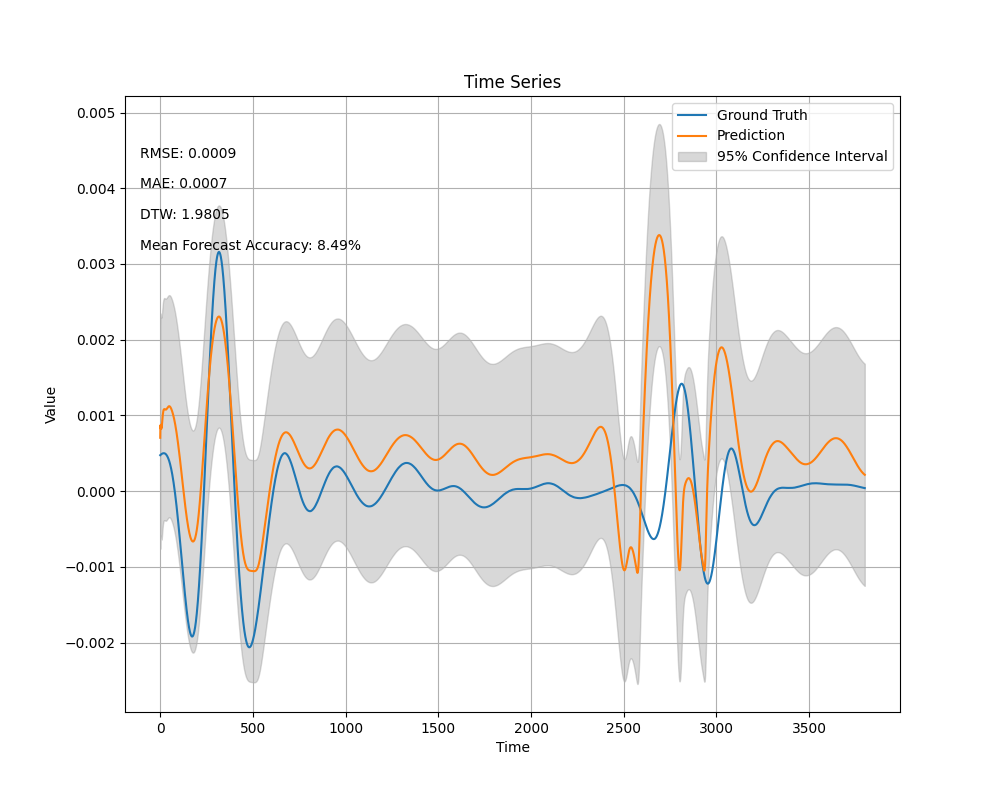 Time Series
0.005
0.004
0.003
0.002
0.001
0.000
−0.001
−0.002
Value
RMSE: 0.0009
MAE: 0.0007
DTW: 1.9805
Mean Forecast Accuracy: 8.49%
Ground Truth
Prediction
95% Confidence Interval
0 500 1000 1500 2000 2500 3000 3500
Time